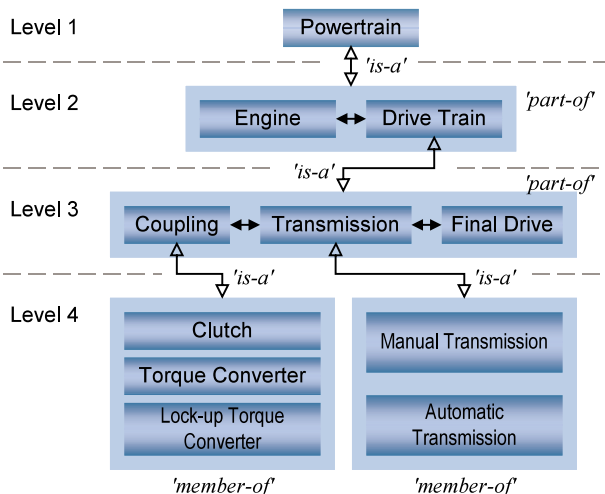 Level 1
Powertrain
'is-a'
Level 2
Engine
Drive Train
'part-of'
'is-a'
'part-of'
Level 3
Coupling
Transmission
Final Drive
'is-a'
'is-a'
Level 4
Clutch
Torque Converter
Lock-up Torque
Converter
'member-of'
Manual Transmission
Automatic
Transmission
'member-of'